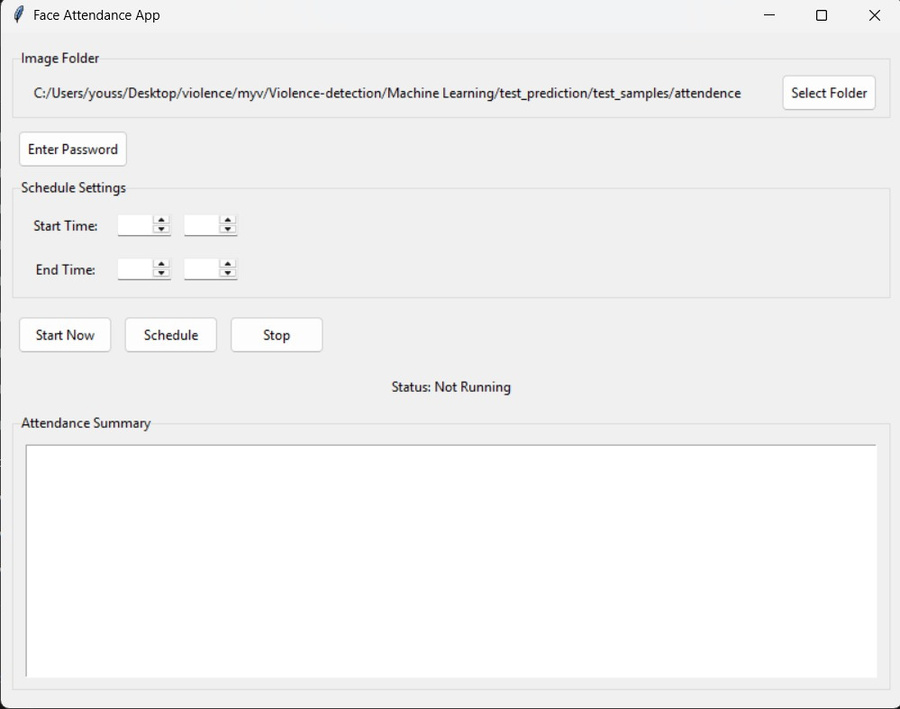 Face Attendance App
Image Folder
C:/Users/youss/Desktop/violence/myv/Violence-detection/Machine Learning/test_prediction/test_samples/attendence
Select Folder
Enter Password
Schedule Settings
Start Time:
End Time:
Start Now Schedule Stop
Status: Not Running
Attendance Summary